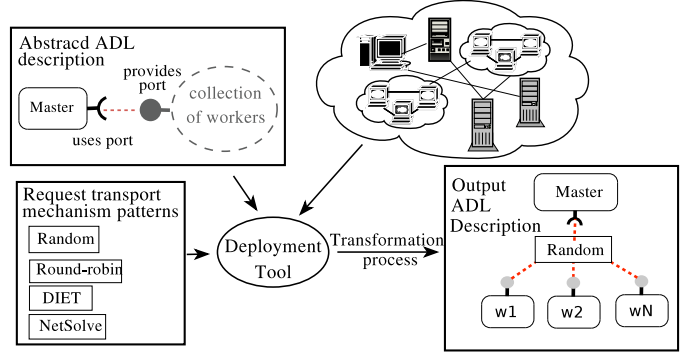 Abstracd ADL
description
provides
port
Master
collection
of workers
uses port
Request transport
mechanism patterns
Random
Round-robin
DIET
NetSolve
Deployment
Tool
Transformation
process
Output
ADL
Description
Master
Random
w1
w2
wN